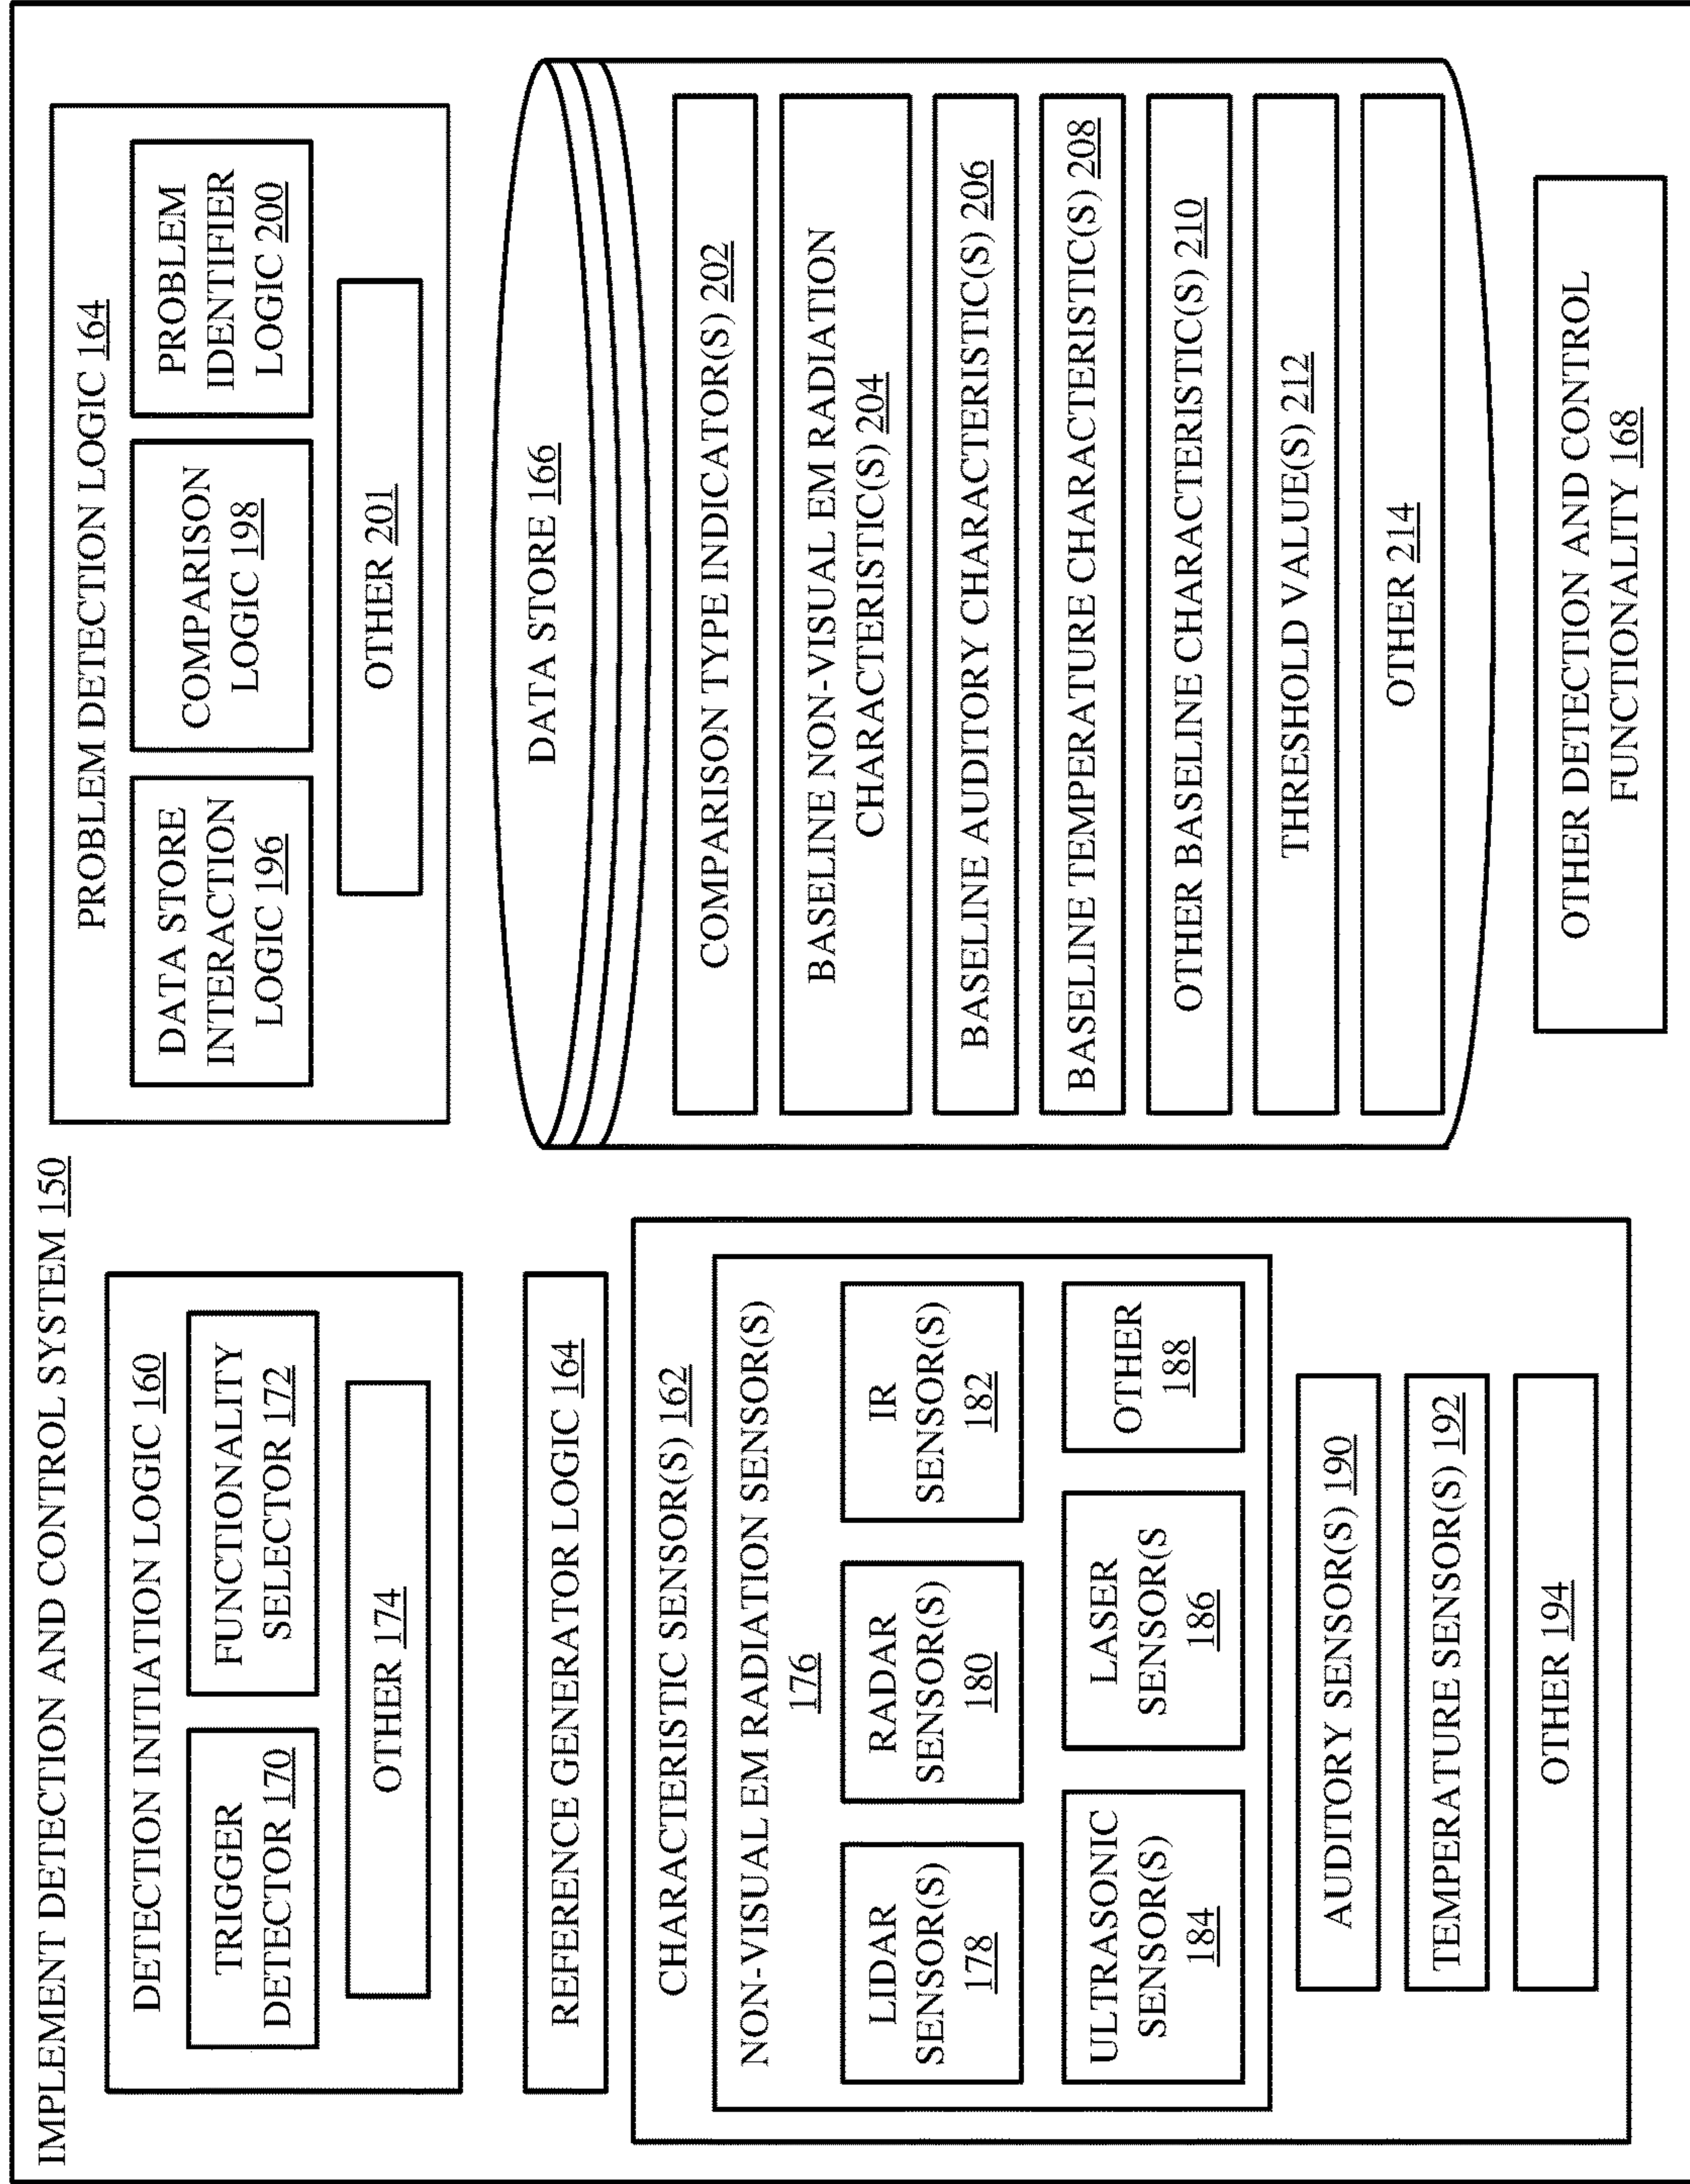 IMPLEMENT DETECTION AND CONTROL SYSTEM 150
DETECTION INITIATION LOGIC 160
TRIGGER
DETECTOR 170
FUNCTIONALITY
SELECTOR 172
OTHER 174
REFERENCE GENERATOR LOGIC 164
CHARACTERISTIC SENSOR(S) 162
NON-VISUAL EM RADIATION SENSOR(S)
176
LIDAR
SENSOR(S)
178
RADAR
SENSOR(S)
180
IR
SENSOR(S)
182
ULTRASONIC
SENSOR(S)
184
LASER
SENSOR(S
186
OTHER
188
AUDITORY SENSOR(S) 190
TEMPERATURE SENSOR(S) 192
OTHER 194
PROBLEM DETECTION LOGIC 164
DATA STORE
INTERACTION
LOGIC 196
COMPARISON
LOGIC 198
PROBLEM
IDENTIFIER
LOGIC 200
OTHER 201
DATA STORE 166
COMPARISON TYPE INDICATOR(S) 202
BASELINE NON-VISUAL EM RADIATION
CHARACTERISTIC(S) 204
BASELINE AUDITORY CHARACTERISTIC(S) 206
BASELINE TEMPERATURE CHARACTERISTIC(S) 208
OTHER BASELINE CHARACTERISTIC(S) 210
THRESHOLD VALUE(S) 212
OTHER 214
OTHER DETECTION AND CONTROL
FUNCTIONALITY 168